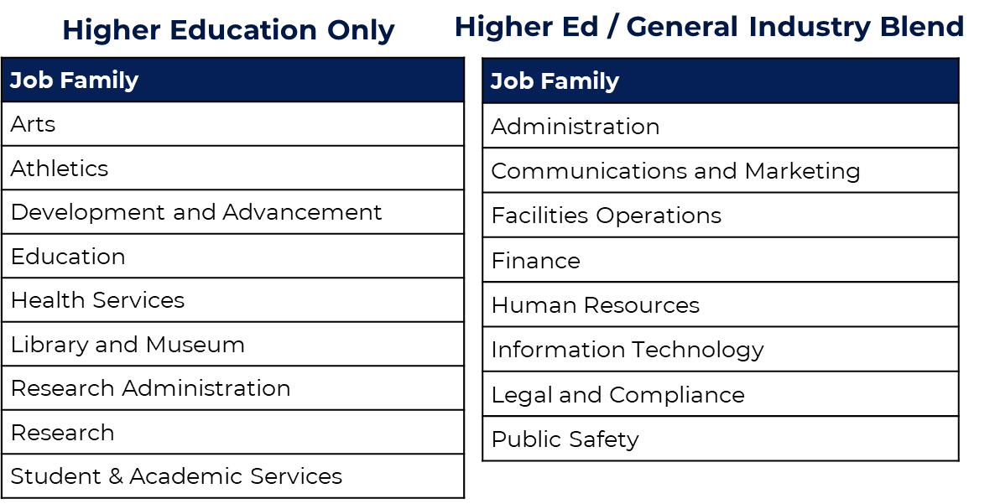 Higher Education Only
Job Family
Arts
Athletics
Development and Advancement
Education
Health Services
Library and Museum
Research Administration
Research
Student & Academic Services
Higher Ed / General Industry Blend
Job Family
Administration
Communications and Marketing
Facilities Operations
Finance
Human Resources
Information Technology
Legal and Compliance
Public Safety